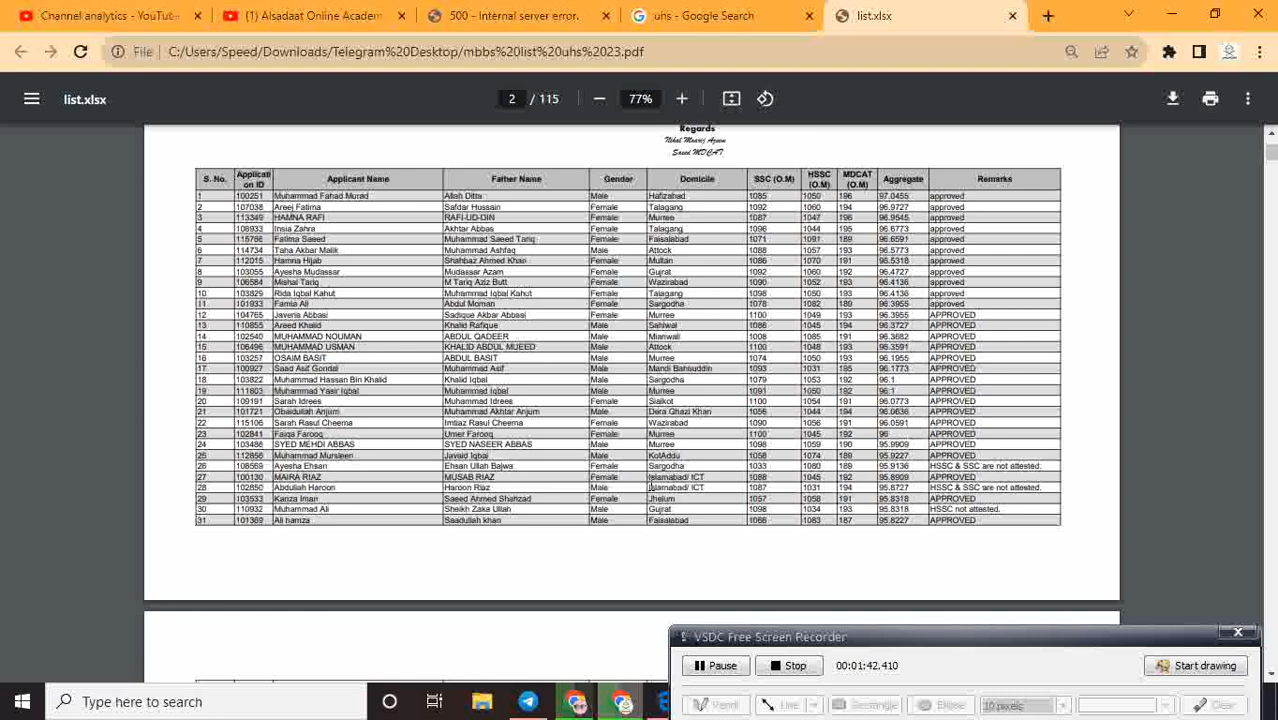 Channel analytics - YouTu
(1) Alsadaat Online Acader
500 - Internal server error.
uhs - Google Search
list.xlsx
File C:/Users/Speed/Downloads/Telegram%20Desktop/mbbs%20list%20uhs%2023.pdf
list.xlsx
2 / 115
77%
Regards
Saeed MDCAT
S. No. Applicati on ID Applicant Name Father Name Gender Domicile SSC (O.M) HSSC (O.M) MDCAT (O.M) Aggregate Remarks
1 100251 Muhammad Fahad Murad Allah Ditta Male Hafizabad 1085 1050 196 97.0455 approved
2 107038 Areej Fatima Safdar Hussain Female Talagang 1092 1060 194 96.9727 approved
3 113349 HAMNA RAFI RAFI-UD-DIN Female Murree 1087 1047 196 96.9545 approved
4 108933 Insia Zahra Akhtar Abbas Female Talagang 1096 1044 195 96.6773 approved
5 115766 Fatima Saeed Muhammad Saeed Tariq Female Faisalabad 1071 1091 189 96.6591 approved
6 114734 Taha Akbar Malik Muhammad Ashfaq Male Attock 1088 1057 193 96.5773 approved
7 112015 Hamna Hijab Shahbaz Ahmed Khan Female Multan 1086 1070 191 96.5318 approved
8 103055 Ayesha Mudassar Mudassar Azam Female Gujrat 1092 1060 192 96.4727 approved
9 106584 Mishal Tariq M Tariq Aziz Butt Female Wazirabad 1090 1052 193 96.4136 approved
10 103829 Rida Iqbal Kahut Muhammad Iqbal Kahut Female Talagang 1098 1050 193 96.4136 approved
11 101933 Famia Ali Abdul Moman Female Sargodha 1078 1082 189 96.3955 approved
12 104765 Javeria Abbasi Sadique Akbar Abbasi Female Murree 1100 1049 193 96.3955 APPROVED
13 110855 Areed Khalid Khalid Rafique Male Sahiwal 1086 1045 194 96.3727 APPROVED
14 102540 MUHAMMAD NOUMAN ABDUL QADEER Male Mianwali 1008 1085 191 96.3682 APPROVED
15 106496 MUHAMMAD USMAN KHALID ABDUL MUEED Male Attock 1100 1048 193 96.3591 APPROVED
16 103257 OSAIM BASIT ABDUL BASIT Male Murree 1074 1050 193 96.1955 APPROVED
17 100927 Saad Asif Gondal Muhammad Asif Male Mandi Bahauddin 1093 1031 195 96.1773 APPROVED
18 103822 Muhammad Hassan Bin Khalid Khalid Iqbal Male Sargodha 1079 1053 192 96.1 APPROVED
19 111603 Muhammad Yasir Iqbal Muhammad Iqbal Male Murree 1091 1050 192 96.1 APPROVED
20 109191 Sarah Idrees Muhammad Idrees Female Sialkot 1100 1054 191 96.0773 APPROVED
21 101721 Obaidullah Anjum Muhammad Akhtar Anjum Male Dera Ghazi Khan 1056 1044 194 96.0636 APPROVED
22 115106 Sarah Rasul Cheema Imtiaz Rasul Cheema Female Wazirabad 1090 1056 191 96.0591 APPROVED
23 102841 Faiqa Farooq Umer Farooq Female Murree 1100 1045 192 96 APPROVED
24 103486 SYED MEHDI ABBAS SYED NASEER ABBAS Male Murree 1098 1059 190 95.9909 APPROVED
25 112856 Muhammad Mursleen Javaid Iqbal Male KotAddu 1058 1074 189 95.9227 APPROVED
26 108569 Ayesha Ehsan Ehsan Ullah Bajwa Female Sargodha 1033 1080 189 95.9136 HSSC & SSC are not attested.
27 100130 MAIRA RIAZ MUSAB RIAZ Female Islamabad/ ICT 1088 1045 192 95.8909 APPROVED
28 102850 Abdullah Haroon Haroon Riaz Male Islamabad/ ICT 1087 1031 194 95.8727 HSSC & SSC are not attested.
29 103533 Kanza Iman Saeed Ahmed Shahzad Female Jhelum 1057 1058 191 95.8318 APPROVED
30 110932 Muhammad Ali Sheikh Zaka Ullah Male Gujrat 1098 1034 193 95.8318 HSSC not attested.
31 101369 Ali hamza Saadullah khan Male Faisalabad 1066 1083 187 95.8227 APPROVED
VSDC Free Screen Recorder
Pause Stop 00:01:42.410 Start drawing
Pencil Line Rectangle Ellipse 10 pixels Clear
Type here to search